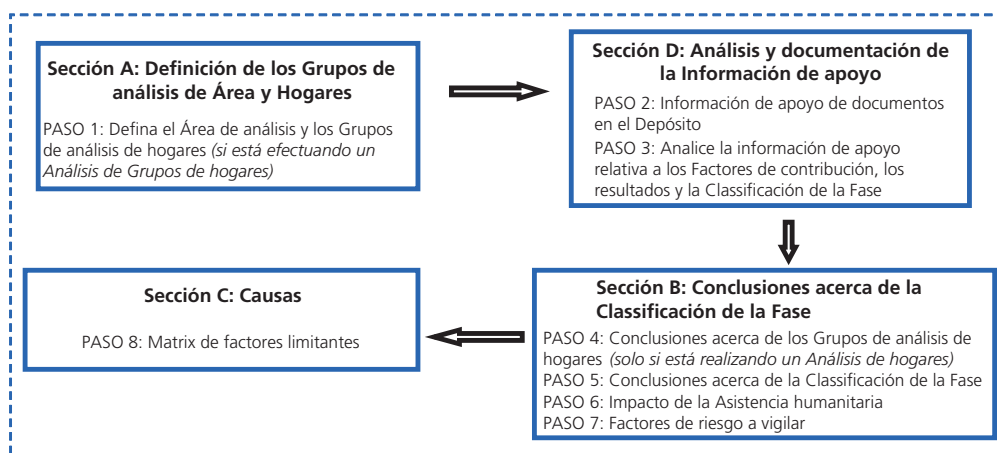 Sección A: Definición de los Grupos de
análisis de Área y Hogares
PASO 1: Defina el Área de análisis y los Grupos
de análisis de hogares (si está efectuando un
Análisis de Grupos de hogares)
Sección D: Análisis y documentación de
la Información de apoyo
PASO 2: Información de apoyo de documentos
en el Depósito
PASO 3: Analice la información de apoyo
relativa a los Factores de contribución, los
resultados y la Classificación de la Fase
Sección B: Conclusiones acerca de la
Classificación de la Fase
PASO 4: Conclusiones acerca de los Grupos de análisis de
hogares (solo si está realizando un Análisis de hogares)
PASO 5: Conclusiones acerca de la Classificación de la Fase
PASO 6: Impacto de la Asistencia humanitaria
PASO 7: Factores de riesgo a vigilar
Sección C: Causas
PASO 8: Matrix de factores limitantes